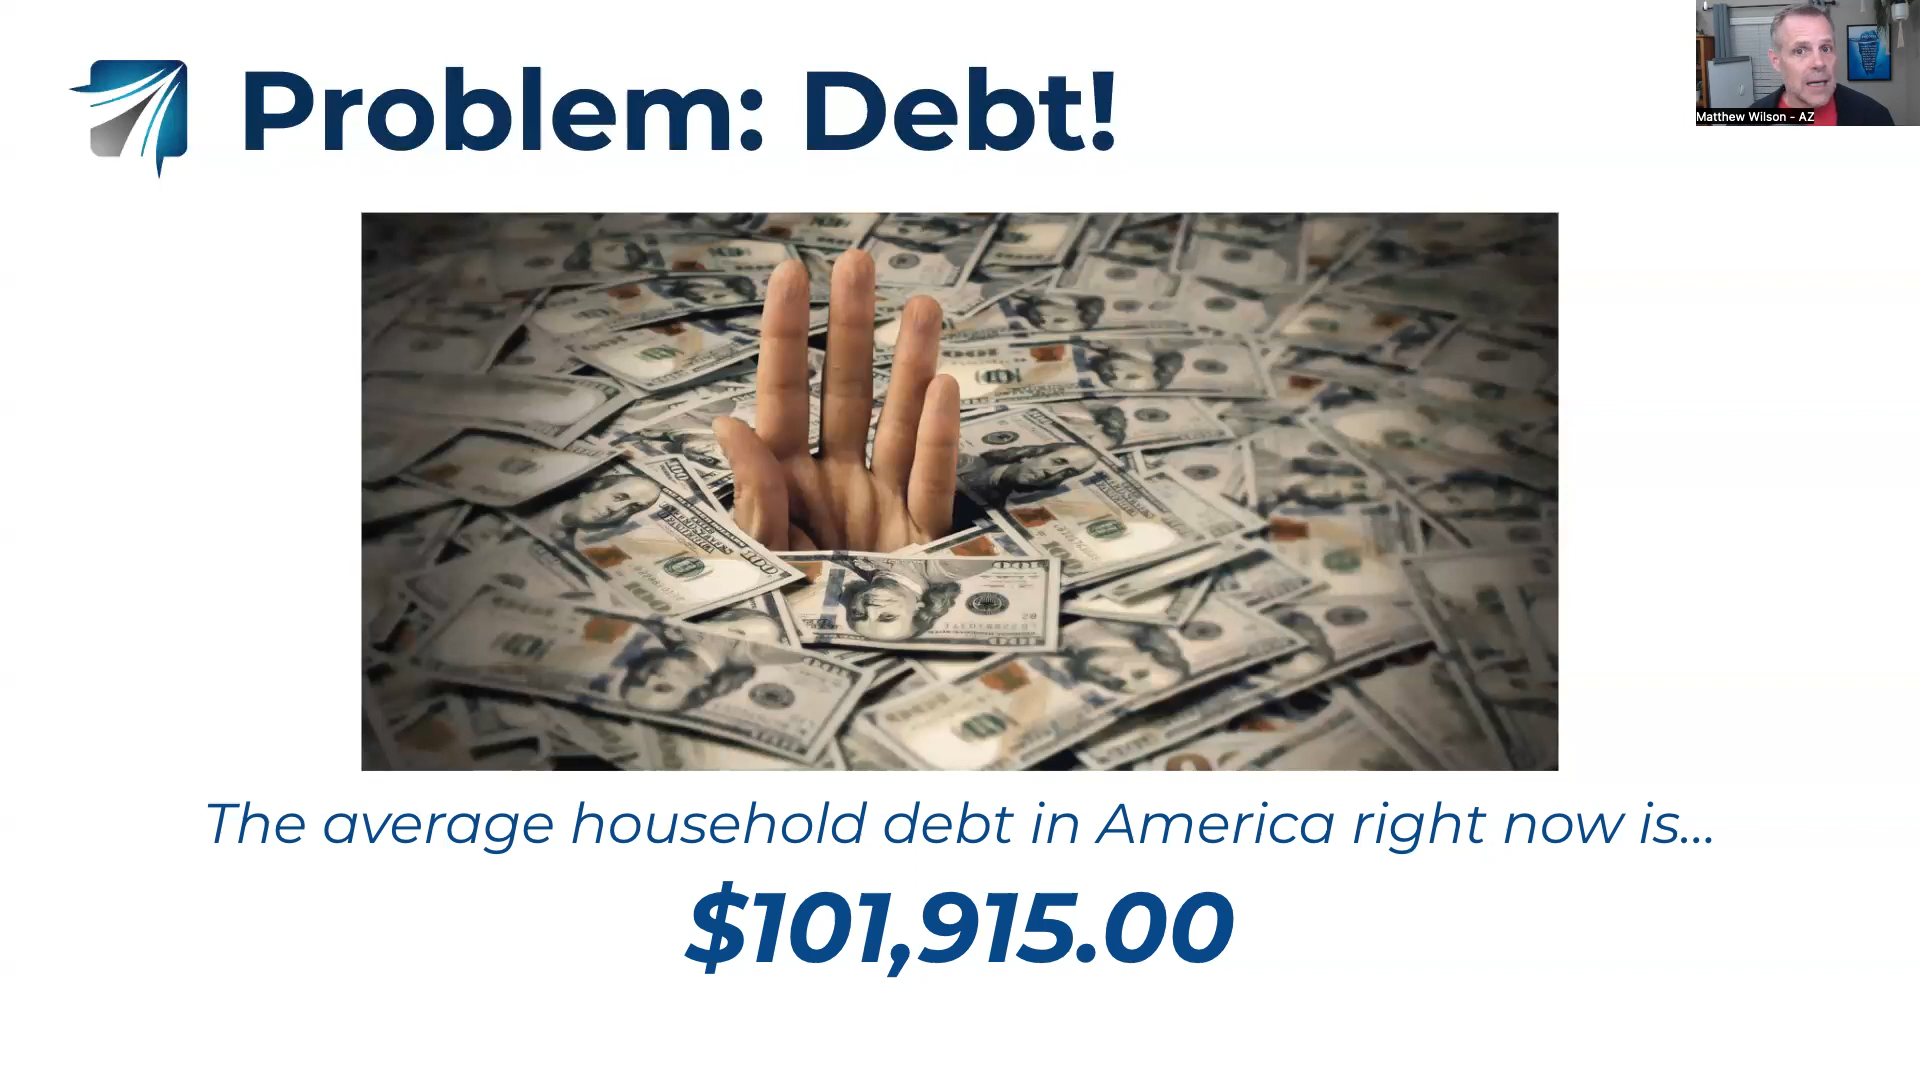 Problem: Debt!
Matthew Wilson - AZ
The average household debt in America right now is...
$101,915.00